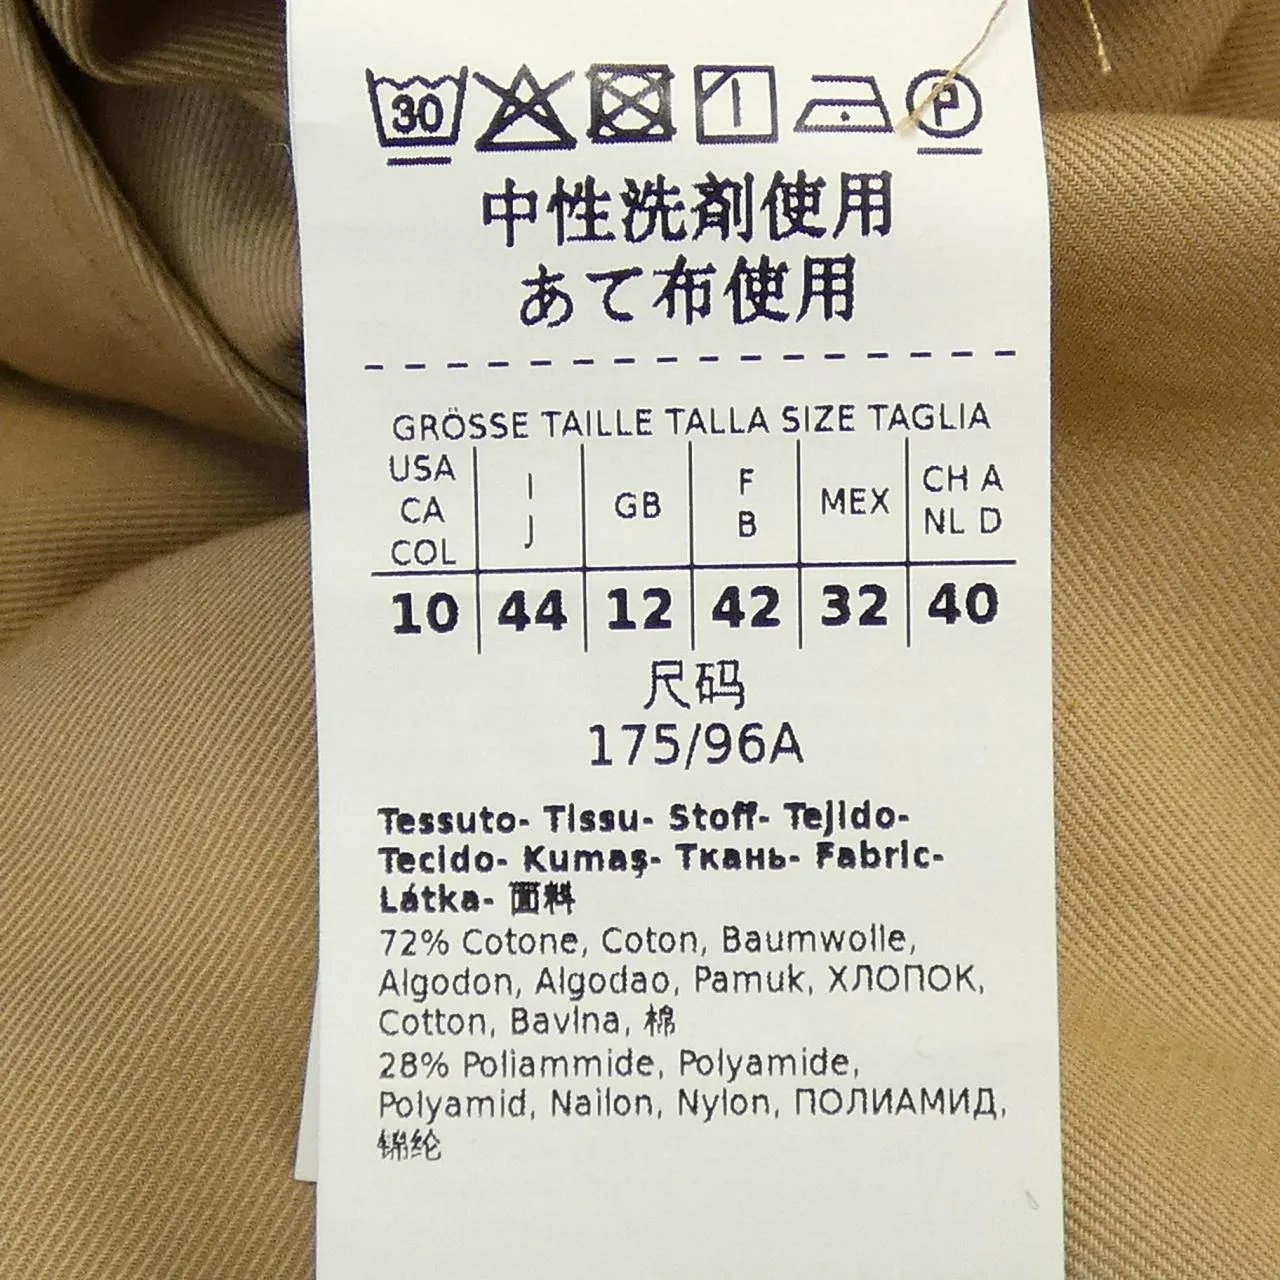 30 P
中性洗剤使用
あて布使用
GRÖSSE TAILLE TALLA SIZE TAGLIA
USA CA COL I J GB F B MEX CH A NL D
10 44 12 42 32 40
尺码
175/96A
Tessuto- Tissu- Stoff- Tejido-
Tecido- Kumaş- Ткань- Fabric-
Látka- 面料
72% Cotone, Coton, Baumwolle,
Algodon, Algodao, Pamuk, ХЛОПОК,
Cotton, Bavlna, 棉
28% Poliammide, Polyamide,
Polyamid, Nailon, Nylon, ПОЛИАМИД,
锦纶